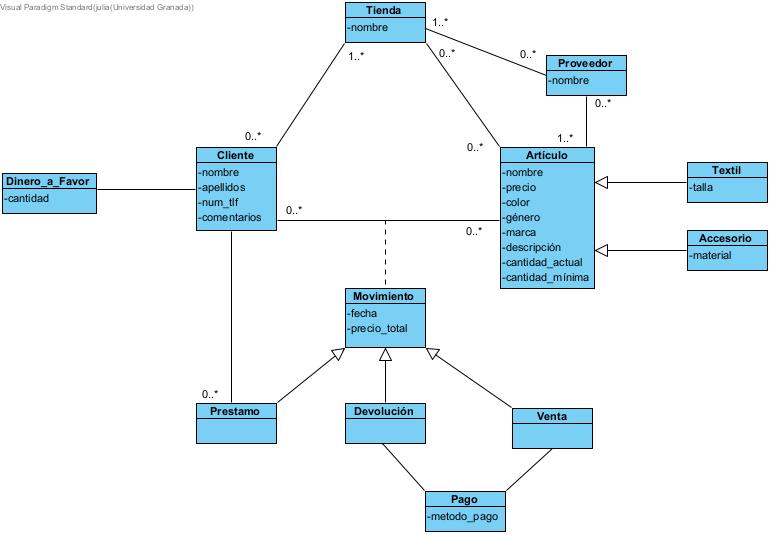 Visual Paradigm Standard(julia(Universidad Granada))
Tienda
-nombre
1..*
1..*
0..*
0..*
Proveedor
-nombre
0..*
1..*
0..*
0..*
Cliente
-nombre
-apellidos
-num_tlf
-comentarios
Dinero_a_Favor
-cantidad
Artículo
-nombre
-precio
-color
-género
-marca
-descripción
-cantidad_actual
-cantidad_mínima
Textil
-talla
Accesorio
-material
0..*
0..*
Movimiento
-fecha
-precio_total
0..*
Prestamo
Devolución
Venta
Pago
-metodo_pago